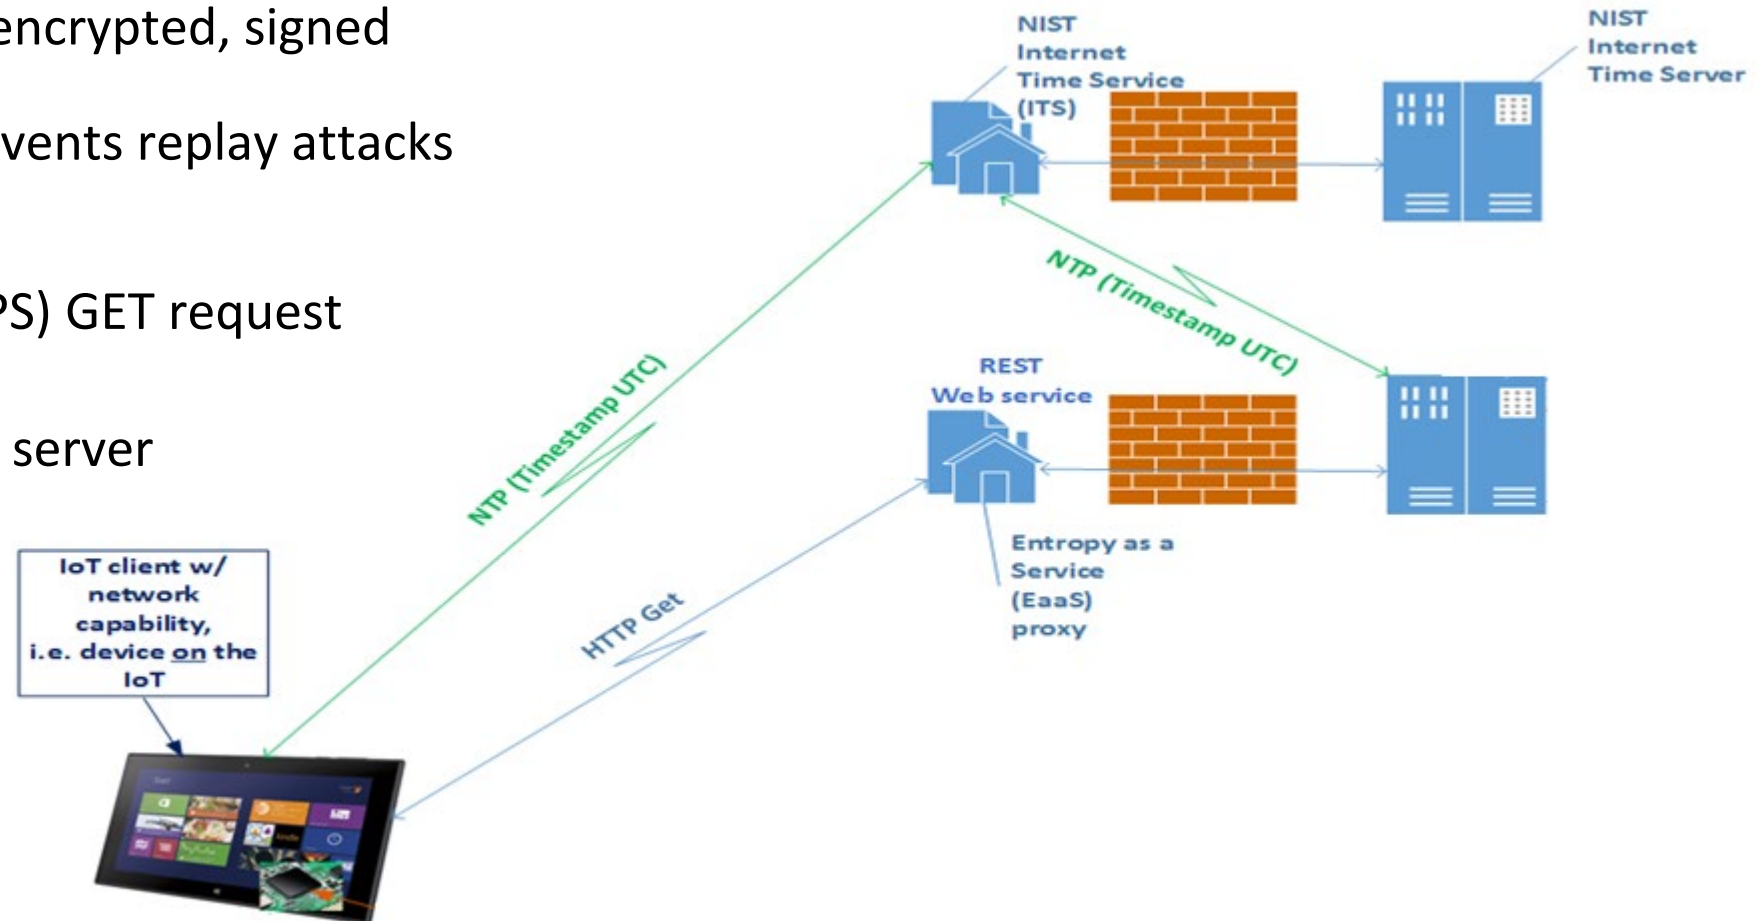 encrypted, signed
vents replay attacks
PS) GET request
server
NIST
Internet
Time Service
(ITS)
NIST
Internet
Time Server
NTP (Timestamp UTC)
NTP (Timestamp UTC)
REST
Web service
Entropy as a
Service
(EaaS)
proxy
HTTP Get
IoT client w/
network
capability,
i.e. device on the
IoT